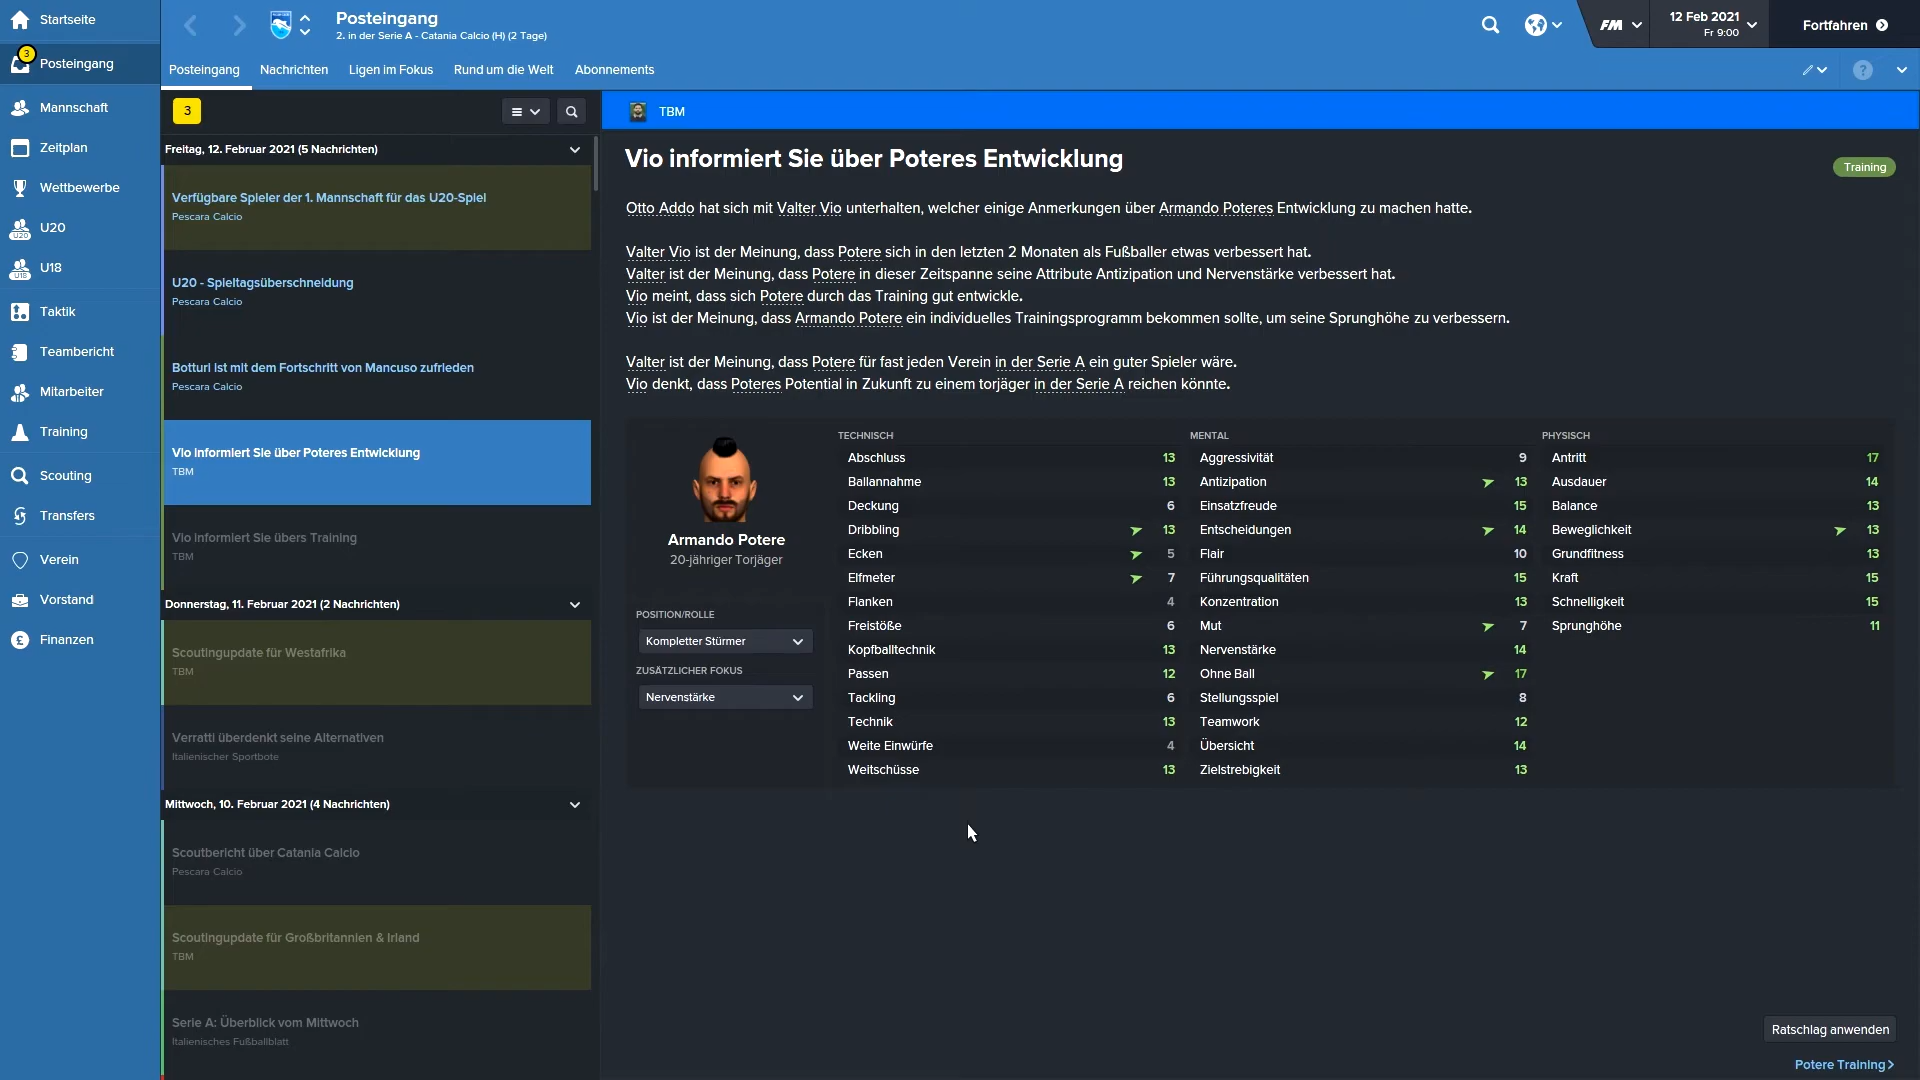 Startseite
3
Posteingang
Mannschaft
Zeitplan
Wettbewerbe
U20
U20
U18
U18
Taktik
Teambericht
Mitarbeiter
Training
Scouting
Transfers
Verein
Vorstand
Finanzen
Posteingang
2. in der Serie A - Catania Calcio (H) (2 Tage)
FM
12 Feb 2021
Fr 9:00
Fortfahren
Posteingang
Nachrichten
Ligen im Fokus
Rund um die Welt
Abonnements
?
3
Freitag, 12. Februar 2021 (5 Nachrichten)
Verfügbare Spieler der 1. Mannschaft für das U20-Spiel
Pescara Calcio
U20 - Spieltagsüberschneidung
Pescara Calcio
Botturi ist mit dem Fortschritt von Mancuso zufrieden
Pescara Calcio
Vio informiert Sie über Poteres Entwicklung
TBM
Vio informiert Sie übers Training
TBM
Donnerstag, 11. Februar 2021 (2 Nachrichten)
Scoutingupdate für Westafrika
TBM
Verratti überdenkt seine Alternativen
Italienischer Sportbote
Mittwoch, 10. Februar 2021 (4 Nachrichten)
Scoutbericht über Catania Calcio
Pescara Calcio
Scoutingupdate für Großbritannien & Irland
TBM
Serie A: Überblick vom Mittwoch
Italienisches Fußballblatt
TBM
Vio informiert Sie über Poteres Entwicklung
Training
Otto Addo hat sich mit Valter Vio unterhalten, welcher einige Anmerkungen über Armando Poteres Entwicklung zu machen hatte.
Valter Vio ist der Meinung, dass Potere sich in den letzten 2 Monaten als Fußballer etwas verbessert hat.
Valter ist der Meinung, dass Potere in dieser Zeitspanne seine Attribute Antizipation und Nervenstärke verbessert hat.
Vio meint, dass sich Potere durch das Training gut entwickle.
Vio ist der Meinung, dass Armando Potere ein individuelles Trainingsprogramm bekommen sollte, um seine Sprunghöhe zu verbessern.
Valter ist der Meinung, dass Potere für fast jeden Verein in der Serie A ein guter Spieler wäre.
Vio denkt, dass Poteres Potential in Zukunft zu einem torjäger in der Serie A reichen könnte.
Armando Potere
20-jähriger Torjäger
POSITION/ROLLE
Kompletter Stürmer
ZUSÄTZLICHER FOKUS
Nervenstärke
TECHNISCH
Abschluss 13
Ballannahme 13
Deckung 6
Dribbling 13
Ecken 5
Elfmeter 7
Flanken 4
Freistöße 6
Kopfballtechnik 13
Passen 12
Tackling 6
Technik 13
Weite Einwürfe 4
Weitschüsse 13
MENTAL
Aggressivität 9
Antizipation 13
Einsatzfreude 15
Entscheidungen 14
Flair 10
Führungsqualitäten 15
Konzentration 13
Mut 7
Nervenstärke 14
Ohne Ball 17
Stellungsspiel 8
Teamwork 12
Übersicht 14
Zielstrebigkeit 13
PHYSISCH
Antritt 17
Ausdauer 14
Balance 13
Beweglichkeit 13
Grundfitness 13
Kraft 15
Schnelligkeit 15
Sprunghöhe 11
Ratschlag anwenden
Potere Training